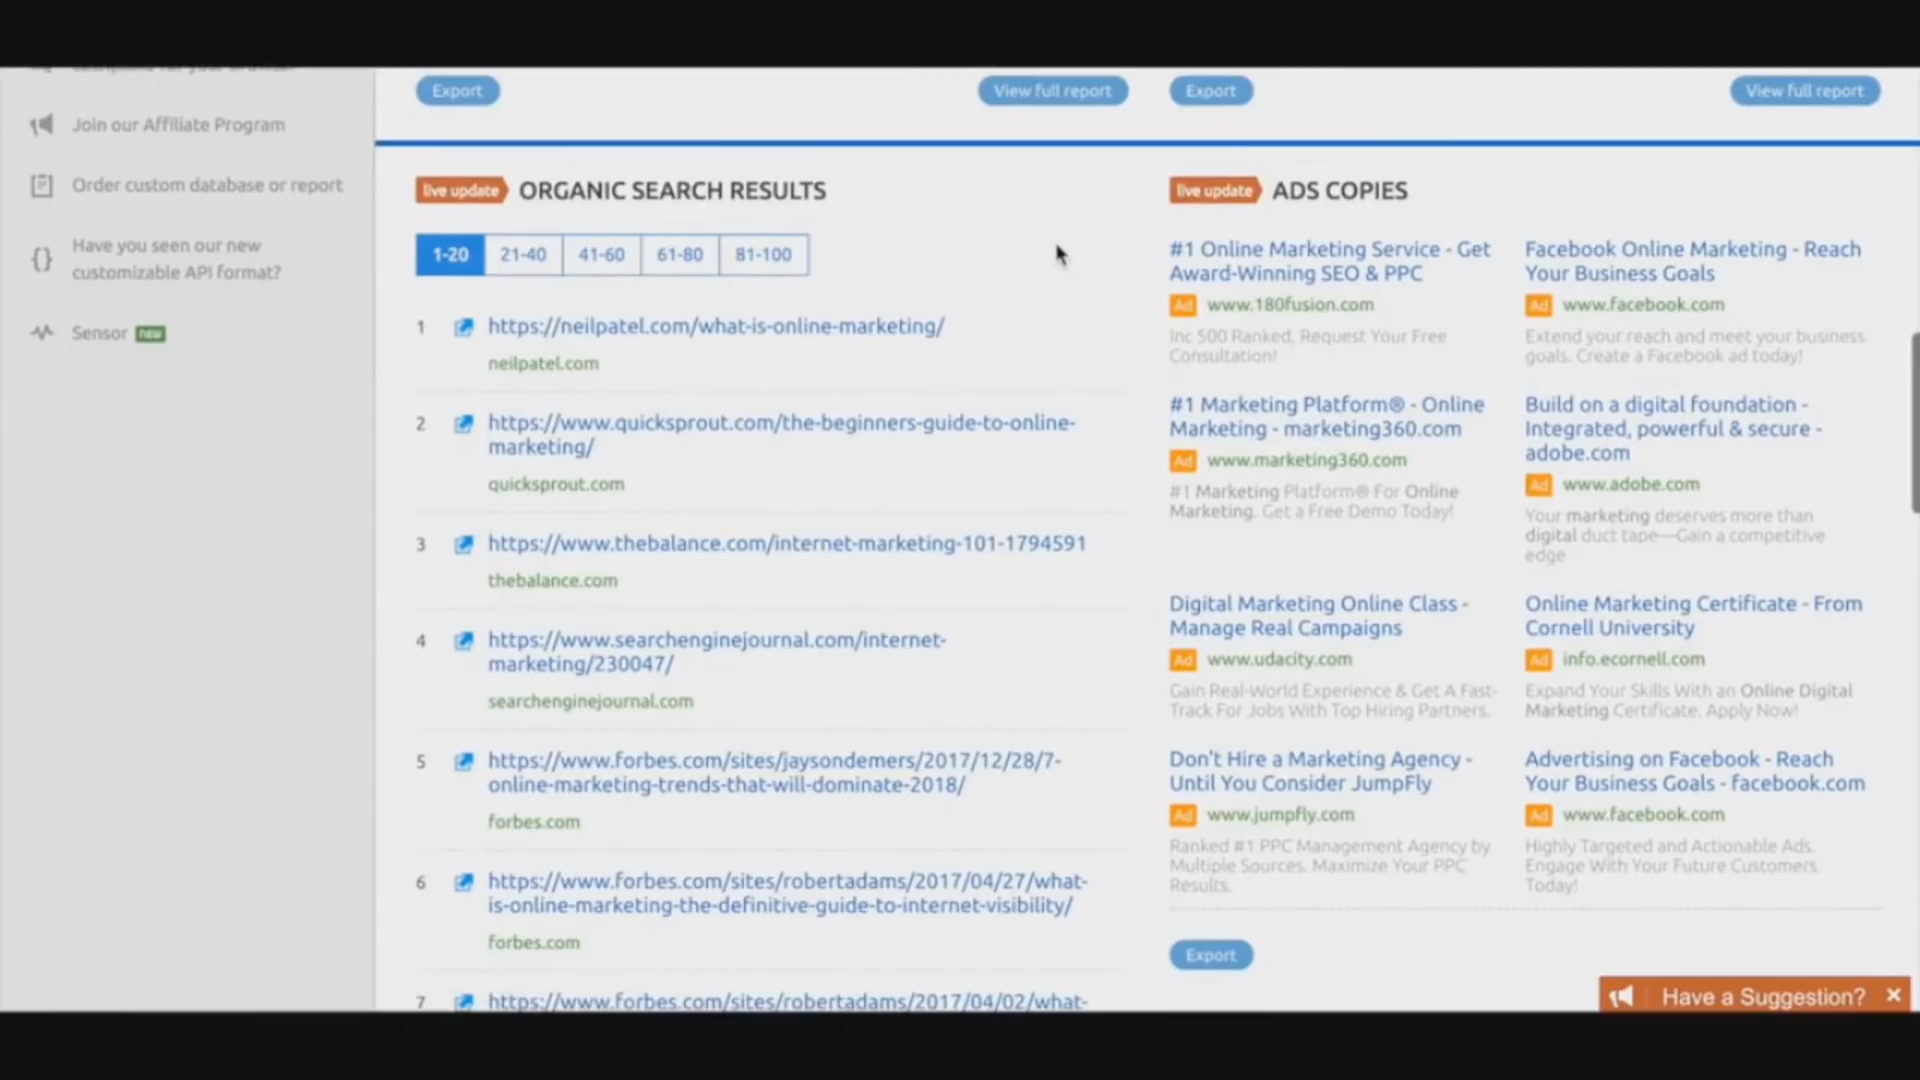 Export
View full report
Export
View full report
Join our Affiliate Program
Order custom database or report
Have you seen our new
customizable API format?
Sensor new
live update ORGANIC SEARCH RESULTS
1-20 21-40 41-60 61-80 81-100
1 https://neilpatel.com/what-is-online-marketing/
neilpatel.com
2 https://www.quicksprout.com/the-beginners-guide-to-online-
marketing/
quicksprout.com
3 https://www.thebalance.com/internet-marketing-101-1794591
thebalance.com
4 https://www.searchenginejournal.com/internet-
marketing/230047/
searchenginejournal.com
5 https://www.forbes.com/sites/jaysondemers/2017/12/28/7-
online-marketing-trends-that-will-dominate-2018/
forbes.com
6 https://www.forbes.com/sites/robertadams/2017/04/27/what-
is-online-marketing-the-definitive-guide-to-internet-visibility/
forbes.com
7 https://www.forbes.com/sites/robertadams/2017/04/02/what-
live update ADS COPIES
#1 Online Marketing Service - Get
Award-Winning SEO & PPC
Ad www.180fusion.com
Inc 500 Ranked, Request Your Free
Consultation!
Facebook Online Marketing - Reach
Your Business Goals
Ad www.facebook.com
Extend your reach and meet your business
goals. Create a Facebook ad today!
#1 Marketing Platform® - Online
Marketing - marketing360.com
Ad www.marketing360.com
#1 Marketing Platform® For Online
Marketing. Get a Free Demo Today!
Build on a digital foundation -
Integrated, powerful & secure -
adobe.com
Ad www.adobe.com
Your marketing deserves more than
digital duct tape—Gain a competitive
edge
Digital Marketing Online Class -
Manage Real Campaigns
Ad www.udacity.com
Gain Real-World Experience & Get A Fast-
Track For Jobs With Top Hiring Partners.
Online Marketing Certificate - From
Cornell University
Ad info.ecornell.com
Expand Your Skills With an Online Digital
Marketing Certificate. Apply Now!
Don't Hire a Marketing Agency -
Until You Consider JumpFly
Ad www.jumpfly.com
Ranked #1 PPC Management Agency by
Multiple Sources. Maximize Your PPC
Results.
Advertising on Facebook - Reach
Your Business Goals - facebook.com
Ad www.facebook.com
Highly Targeted and Actionable Ads.
Engage With Your Future Customers
Today!
Export
Have a Suggestion?